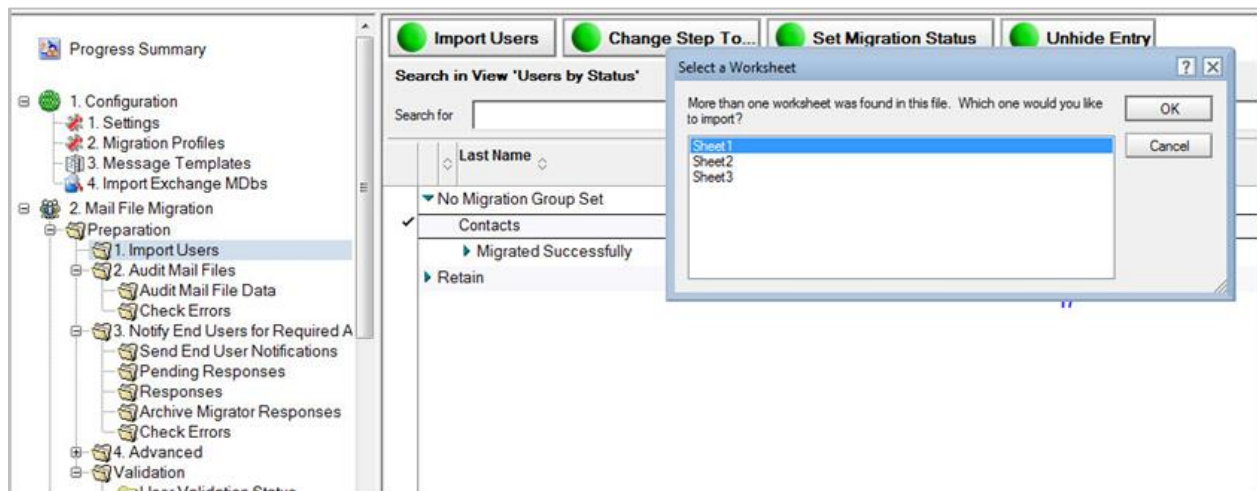 Progress Summary
1. Configuration
1. Settings
2. Migration Profiles
3. Message Templates
4. Import Exchange MDbs
2. Mail File Migration
Preparation
1. Import Users
2. Audit Mail Files
Audit Mail File Data
Check Errors
3. Notify End Users for Required A
Send End User Notifications
Pending Responses
Responses
Archive Migrator Responses
Check Errors
4. Advanced
Validation
User Validation Status
Import Users Change Step To... Set Migration Status Unhide Entry
Search in View 'Users by Status'
Search for
Last Name
No Migration Group Set
Contacts
Migrated Successfully
Retain
Select a Worksheet
More than one worksheet was found in this file. Which one would you like
to import?
Sheet1
Sheet2
Sheet3
OK
Cancel